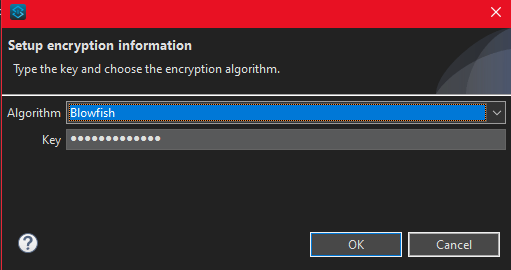 Setup encryption information
Type the key and choose the encryption algorithm.
Algorithm Blowfish
Key •••••••••••••
OK Cancel